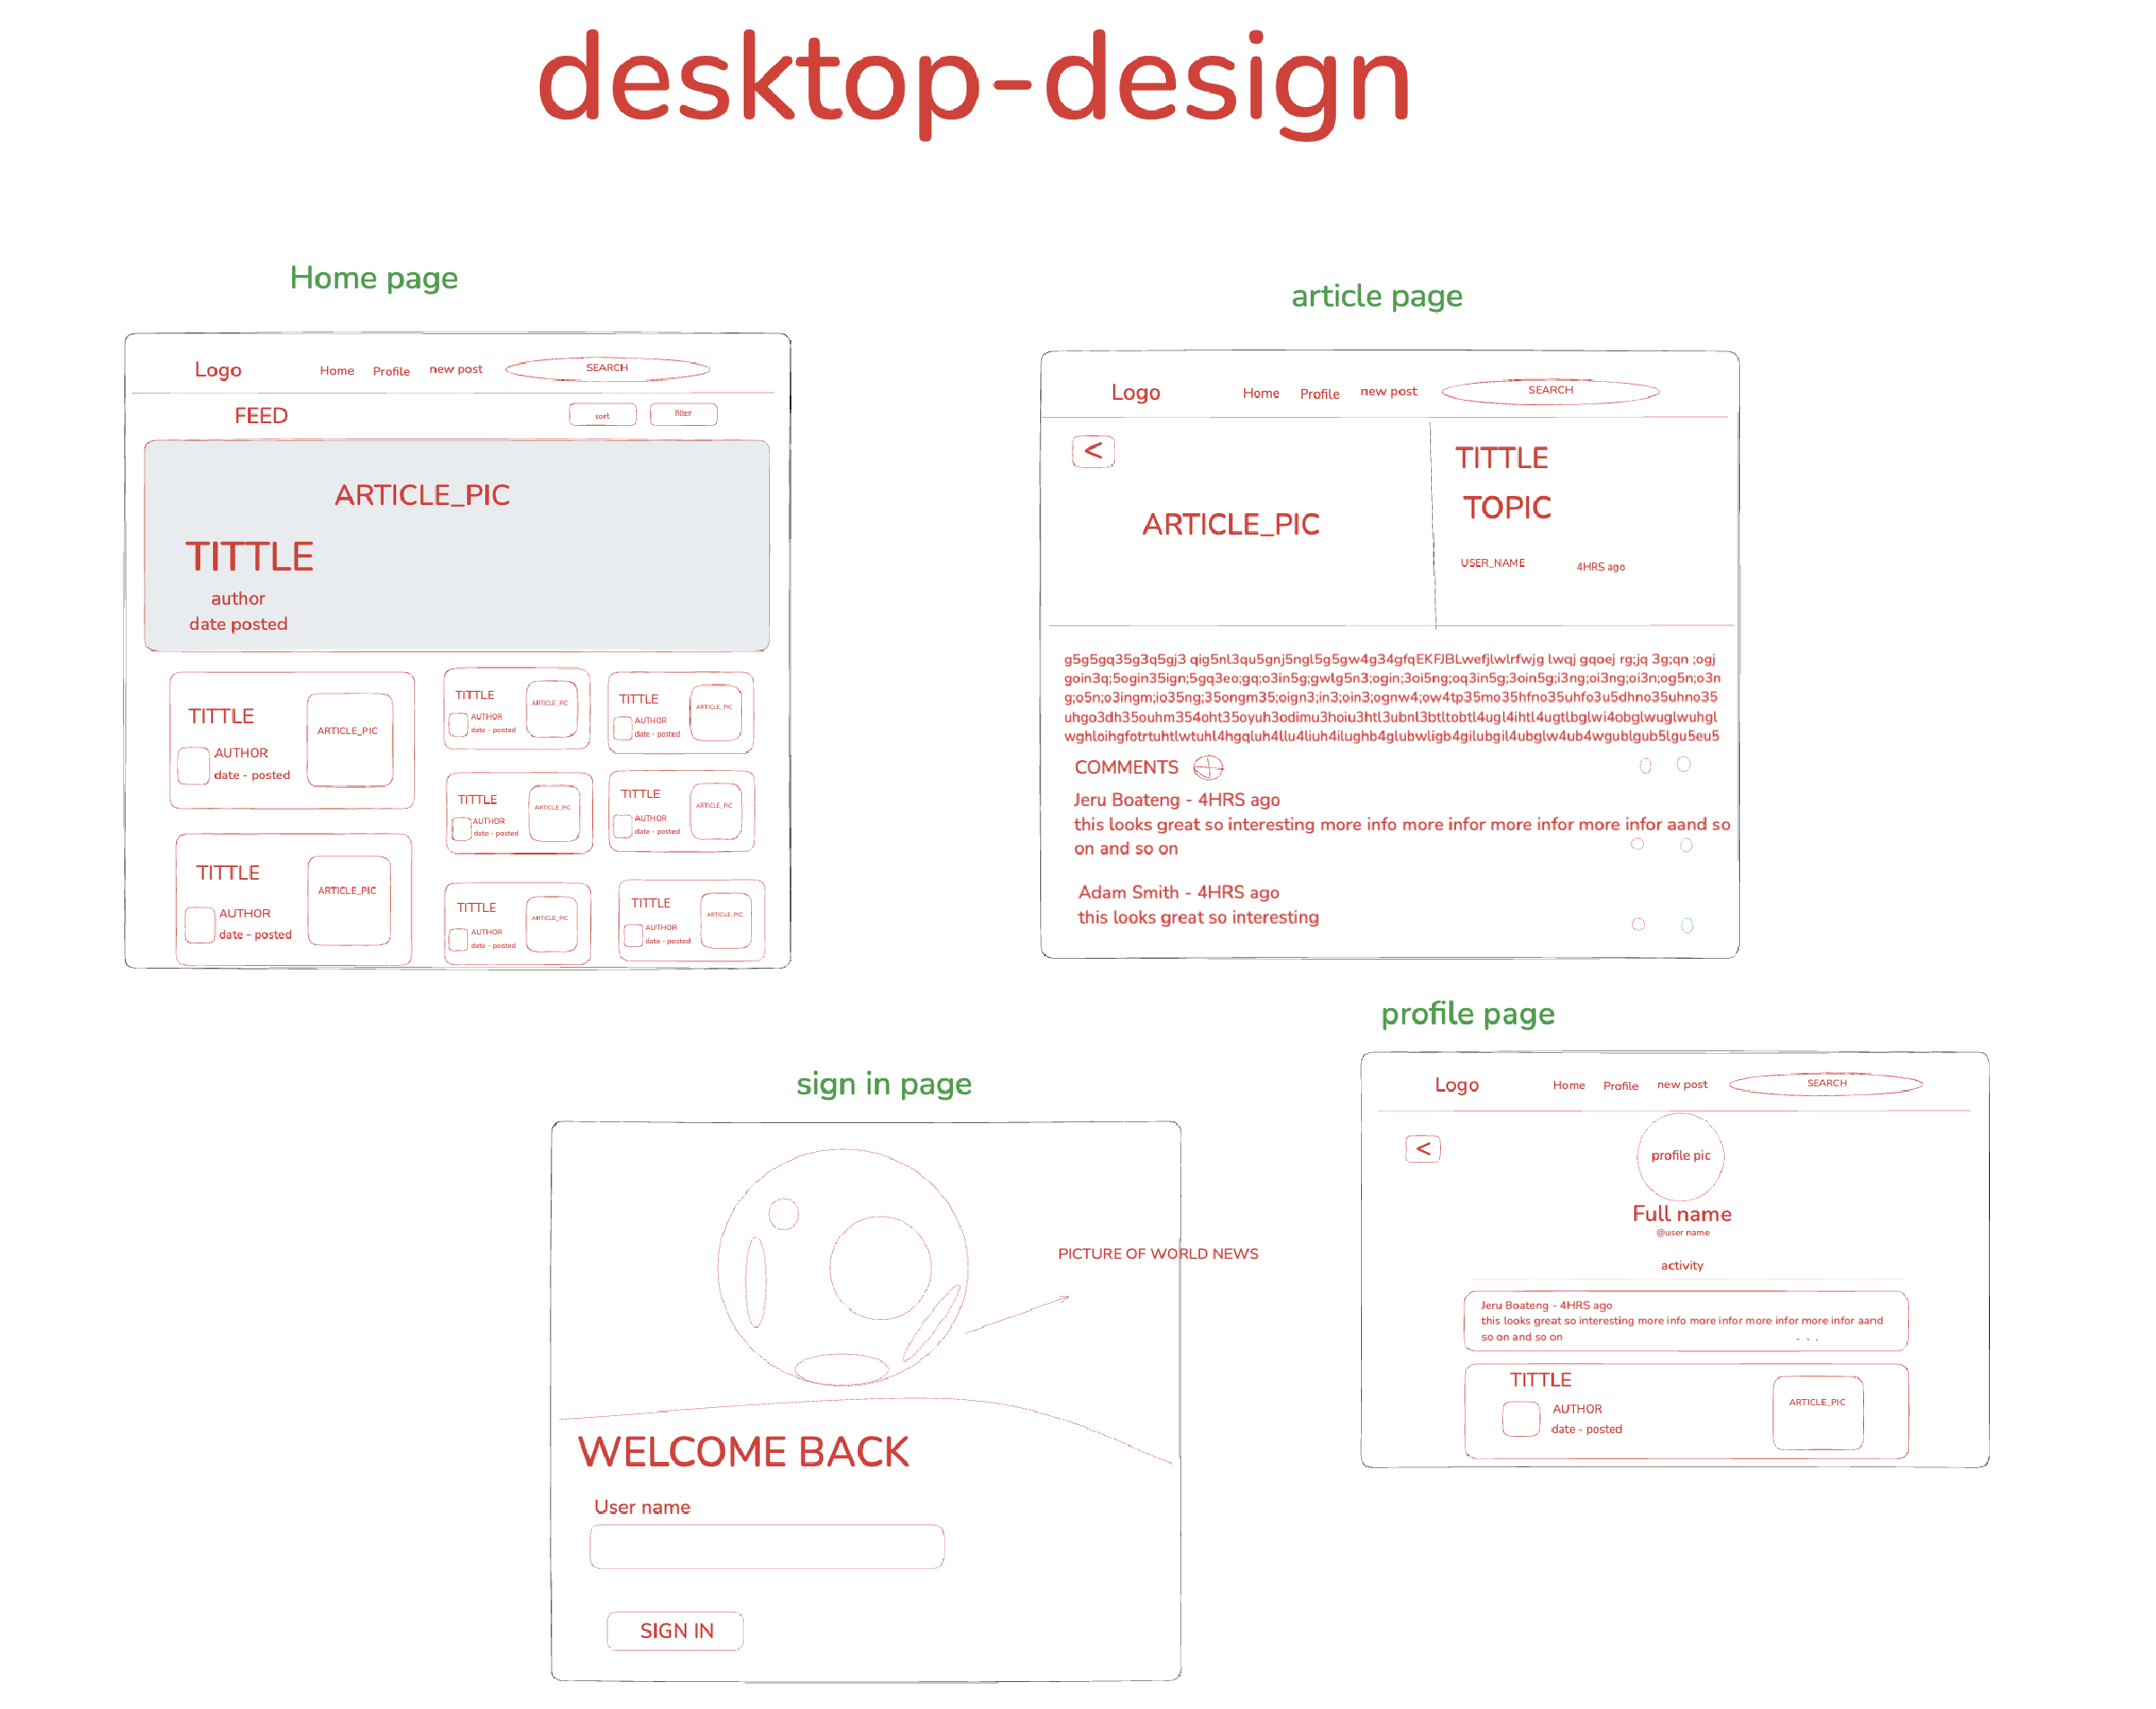 desktop-design
Home page
Logo Home Profile new post SEARCH
FEED sort filter
ARTICLE_PIC
TITTLE
author
date posted
TITTLE
AUTHOR
date - posted
ARTICLE_PIC
TITTLE
AUTHOR
date - posted
ARTICLE_PIC
TITTLE
AUTHOR
date - posted
ARTICLE_PIC
TITTLE
AUTHOR
date - posted
ARTICLE_PIC
TITTLE
AUTHOR
date - posted
ARTICLE_PIC
TITTLE
AUTHOR
date - posted
ARTICLE_PIC
TITTLE
AUTHOR
date - posted
ARTICLE_PIC
TITTLE
AUTHOR
date - posted
ARTICLE_PIC
article page
Logo Home Profile new post SEARCH
<
ARTICLE_PIC
TITTLE
TOPIC
USER_NAME 4HRS ago
g5g5gq35g3q5gj3 qig5nl3qu5gnj5ngl5g5gw4g34gfqEKFJBLwefjlwlrfwjg lwqj gqoej rg;jq 3g;qn ;ogj
goin3q;5ogin35ign;5gq3eo;gq;o3in5g;gwlg5n3;ogin;3oi5ng;oq3in5g;3oin5g;i3ng;oi3ng;oi3n;og5n;o3n
g;o5n;o3ingm;io35ng;35ongm35;oign3;in3;oin3;ognw4;ow4tp35mo35hfno35uhfo3u5dhno35uhno35
uhgo3dh35ouhm354oht35oyuh3odimu3hoiu3htl3ubnl3btltobtl4ugl4ihtl4ugtlbglwi4obglwuglwuhgl
wghloihgfotrtuhtlwtuhl4hgqluh4llu4liuh4ilughb4glubwligb4gilubgil4ubglw4ub4wgublgub5lgu5eu5
COMMENTS
Jeru Boateng - 4HRS ago
this looks great so interesting more info more infor more infor more infor aand so
on and so on
Adam Smith - 4HRS ago
this looks great so interesting
sign in page
PICTURE OF WORLD NEWS
WELCOME BACK
User name
SIGN IN
profile page
Logo Home Profile new post SEARCH
<
profile pic
Full name
@user name
activity
Jeru Boateng - 4HRS ago
this looks great so interesting more info more infor more infor more infor aand
so on and so on
- - -
TITTLE
AUTHOR
date - posted
ARTICLE_PIC